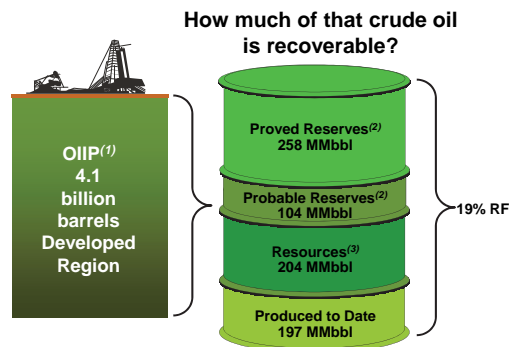 How much of that crude oil
is recoverable?
OIIP(1)
4.1
billion
barrels
Developed
Region
Proved Reserves(2)
258 MMbbl
Probable Reserves(2)
104 MMbbl
Resources(3)
204 MMbbl
Produced to Date
197 MMbbl
19% RF